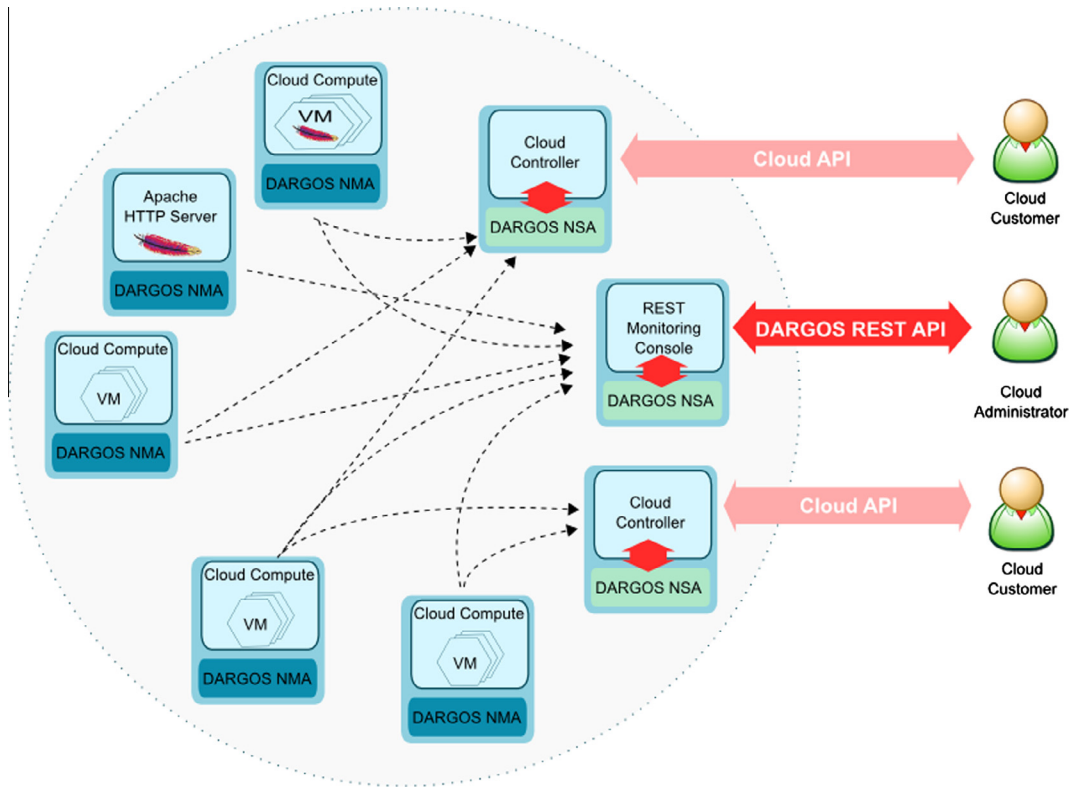 Cloud Compute
VM
DARGOS NMA
Apache
HTTP Server
DARGOS NMA
Cloud Compute
VM
DARGOS NMA
Cloud Compute
VM
DARGOS NMA
Cloud Compute
VM
DARGOS NMA
Cloud
Controller
DARGOS NSA
REST
Monitoring
Console
DARGOS NSA
Cloud
Controller
DARGOS NSA
Cloud API
DARGOS REST API
Cloud API
Cloud
Customer
Cloud
Administrator
Cloud
Customer